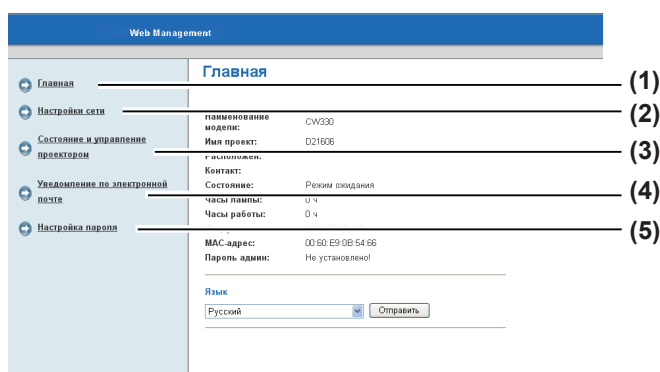 Web Management
Главная
Настройки сети
Состояние и управление
проектором
Уведомление по электронной
почте
Настройка пароля
Главная
Наименование
модели:
CW330
Имя проект:
D21606
Расположен:
Контакт:
Состояние:
Режим ожидания
Часы лампы:
0 ч
Часы работы:
0 ч
MAC-адрес:
00:60:E9:0B:54:66
Пароль админ:
Не установлено!
Язык
Русский
Отправить
(1)
(2)
(3)
(4)
(5)